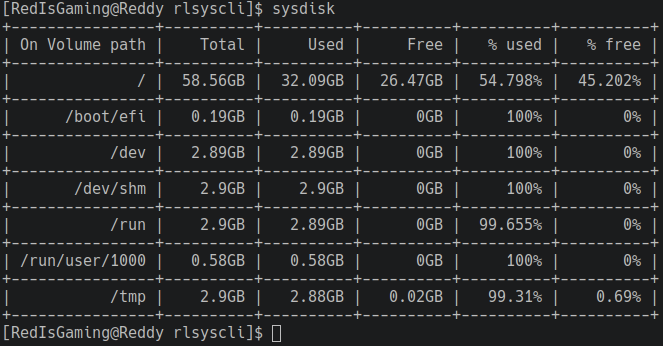 [RedIsGaming@Reddy rlsyscli]$ sysdisk
+----------------+---------+---------+---------+---------+---------+
| On Volume path |   Total |    Used |    Free |  % used |  % free |
+----------------+---------+---------+---------+---------+---------+
|              / | 58.56GB | 32.09GB | 26.47GB | 54.798% | 45.202% |
+----------------+---------+---------+---------+---------+---------+
|      /boot/efi |  0.19GB |  0.19GB |     0GB |    100% |      0% |
+----------------+---------+---------+---------+---------+---------+
|           /dev |  2.89GB |  2.89GB |     0GB |    100% |      0% |
+----------------+---------+---------+---------+---------+---------+
|       /dev/shm |   2.9GB |   2.9GB |     0GB |    100% |      0% |
+----------------+---------+---------+---------+---------+---------+
|           /run |   2.9GB |  2.89GB |     0GB | 99.655% |      0% |
+----------------+---------+---------+---------+---------+---------+
| /run/user/1000 |  0.58GB |  0.58GB |     0GB |    100% |      0% |
+----------------+---------+---------+---------+---------+---------+
|           /tmp |   2.9GB |  2.88GB |  0.02GB |  99.31% |   0.69% |
+----------------+---------+---------+---------+---------+---------+
[RedIsGaming@Reddy rlsyscli]$